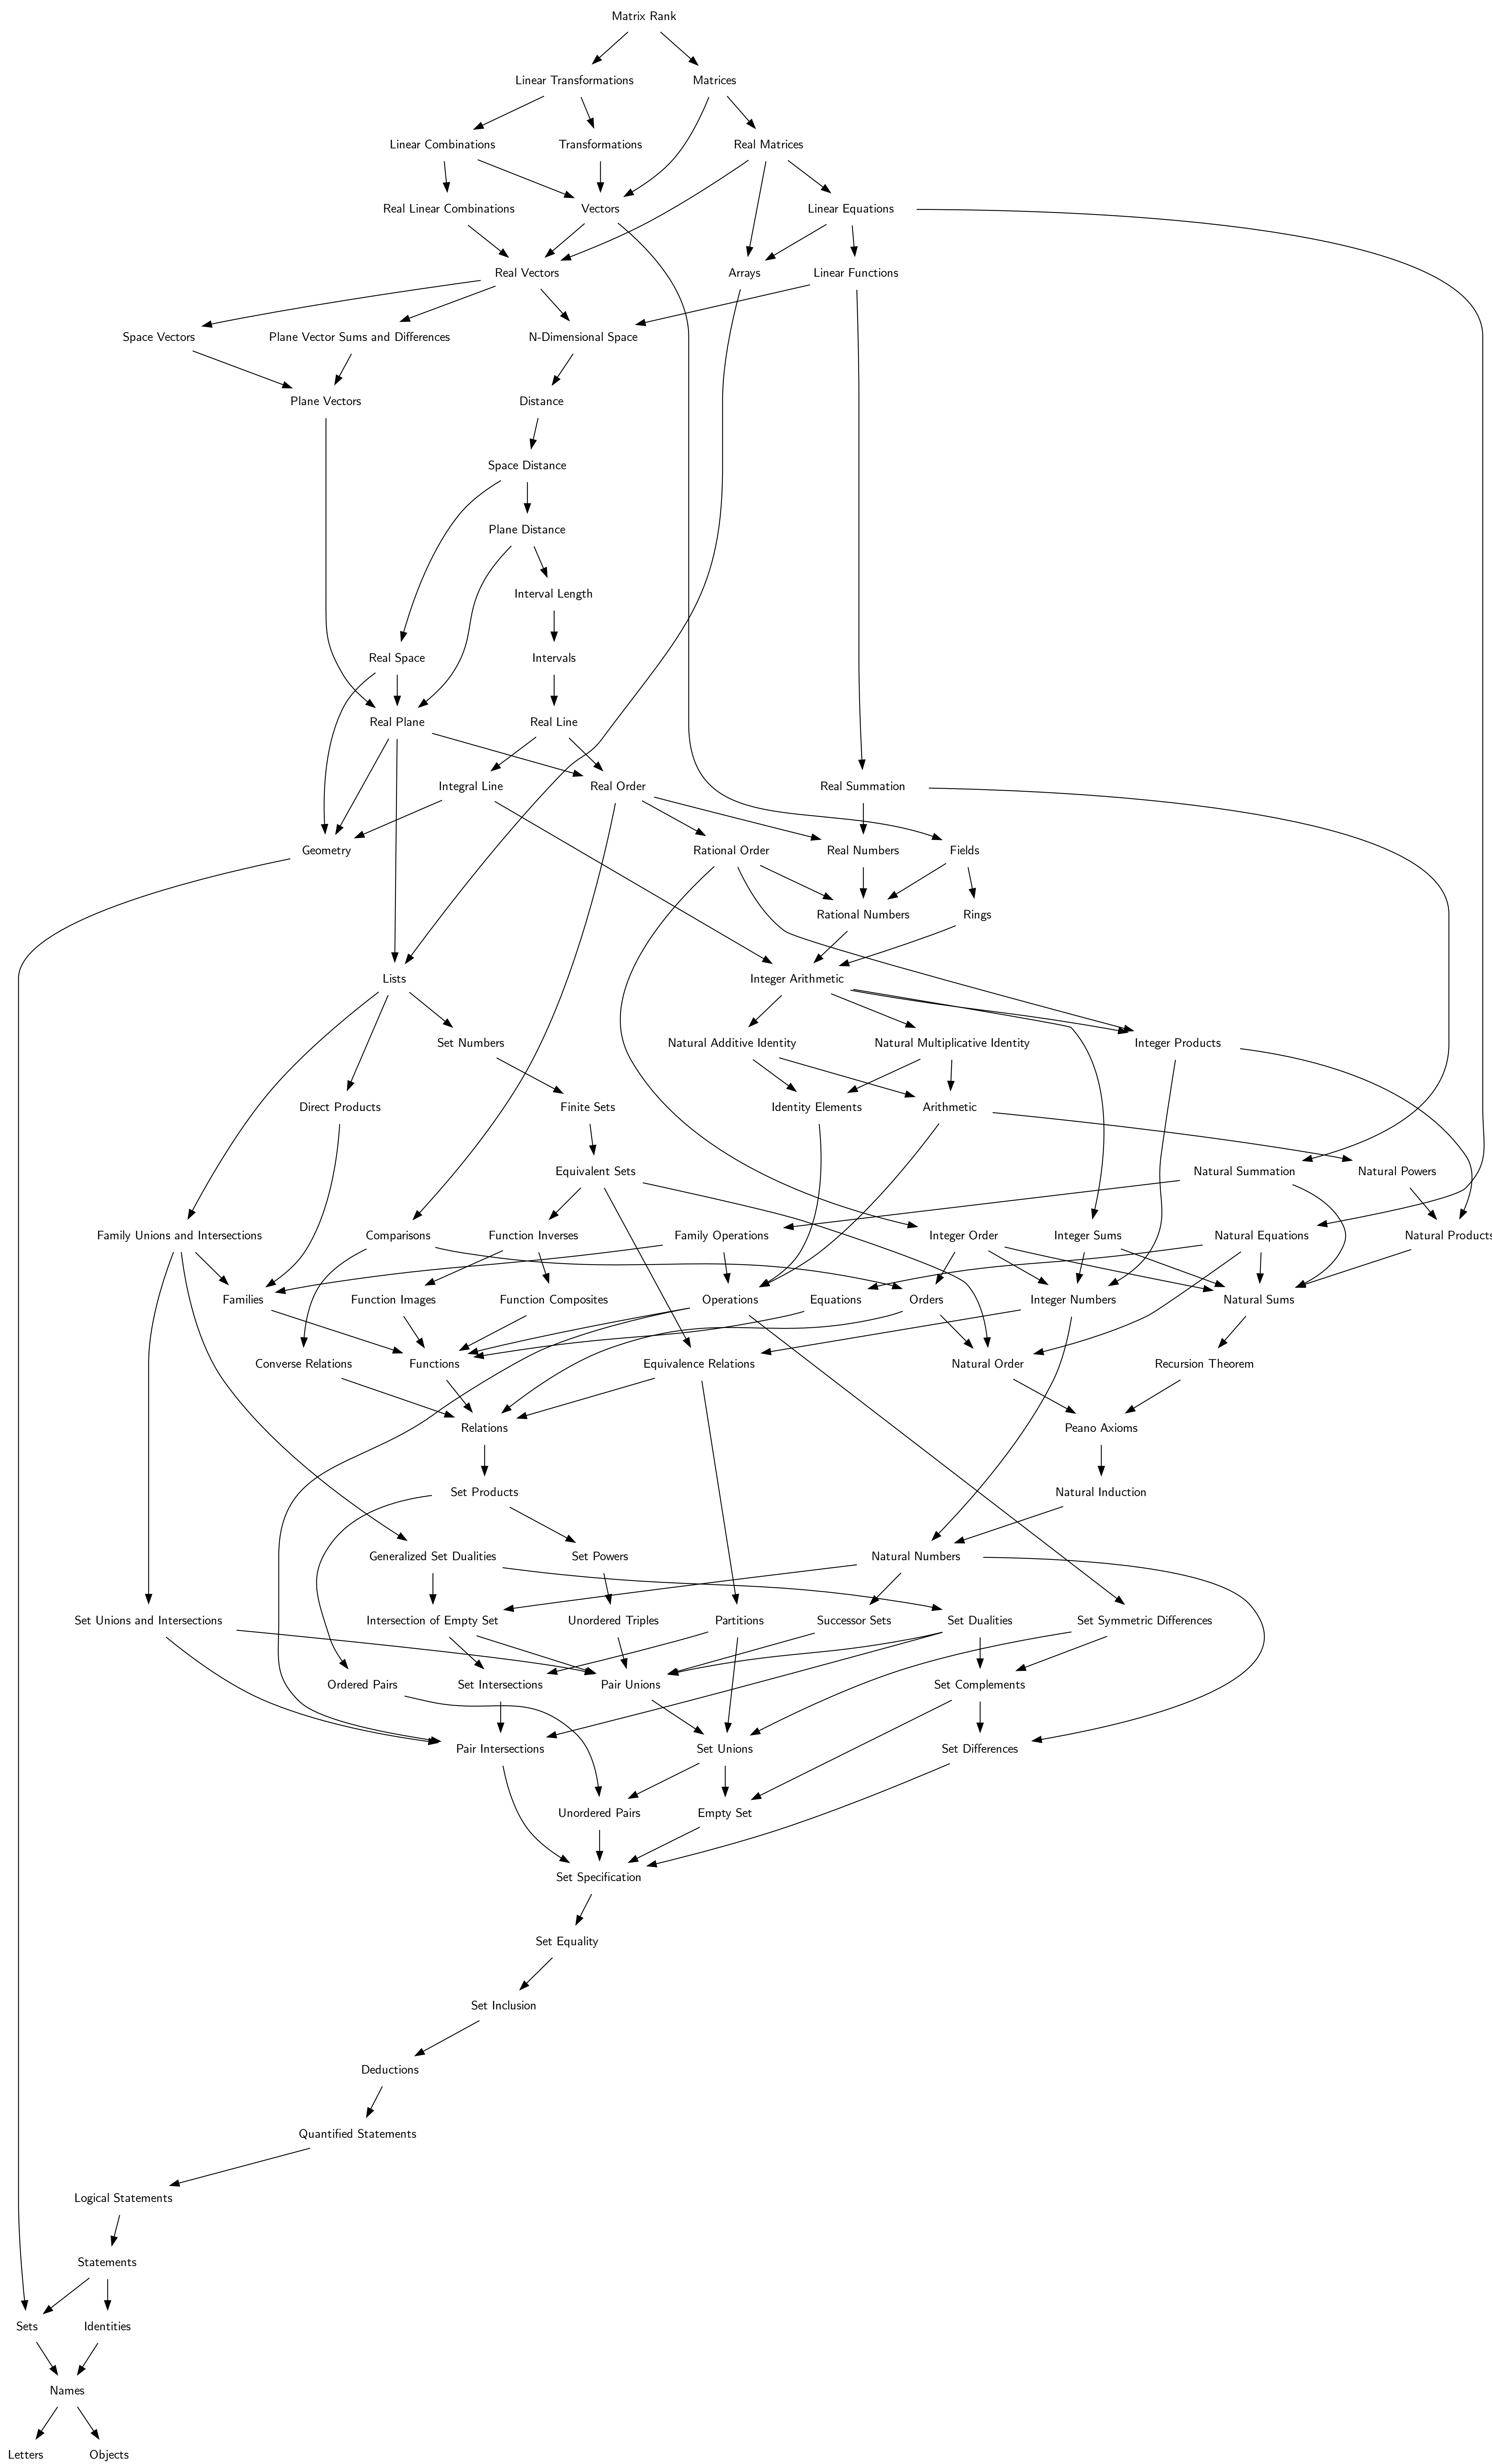 Matrix Rank
Linear Transformations
Matrices
Linear Combinations
Transformations
Real Matrices
Real Linear Combinations
Vectors
Linear Equations
Real Vectors
Arrays
Linear Functions
Space Vectors
Plane Vector Sums and Differences
N-Dimensional Space
Plane Vectors
Distance
Space Distance
Plane Distance
Interval Length
Real Space
Intervals
Real Plane
Real Line
Integral Line
Real Order
Real Summation
Geometry
Rational Order
Real Numbers
Fields
Rational Numbers
Rings
Lists
Integer Arithmetic
Set Numbers
Natural Additive Identity
Natural Multiplicative Identity
Integer Products
Direct Products
Finite Sets
Identity Elements
Arithmetic
Equivalent Sets
Natural Summation
Natural Powers
Family Unions and Intersections
Comparisons
Function Inverses
Family Operations
Integer Order
Integer Sums
Natural Equations
Natural Products
Families
Function Images
Function Composites
Operations
Equations
Orders
Integer Numbers
Natural Sums
Converse Relations
Functions
Equivalence Relations
Natural Order
Recursion Theorem
Relations
Peano Axioms
Set Products
Natural Induction
Generalized Set Dualities
Set Powers
Natural Numbers
Set Unions and Intersections
Intersection of Empty Set
Unordered Triples
Partitions
Successor Sets
Set Dualities
Set Symmetric Differences
Ordered Pairs
Set Intersections
Pair Unions
Set Complements
Pair Intersections
Set Unions
Set Differences
Unordered Pairs
Empty Set
Set Specification
Set Equality
Set Inclusion
Deductions
Quantified Statements
Logical Statements
Statements
Sets
Identities
Names
Letters
Objects